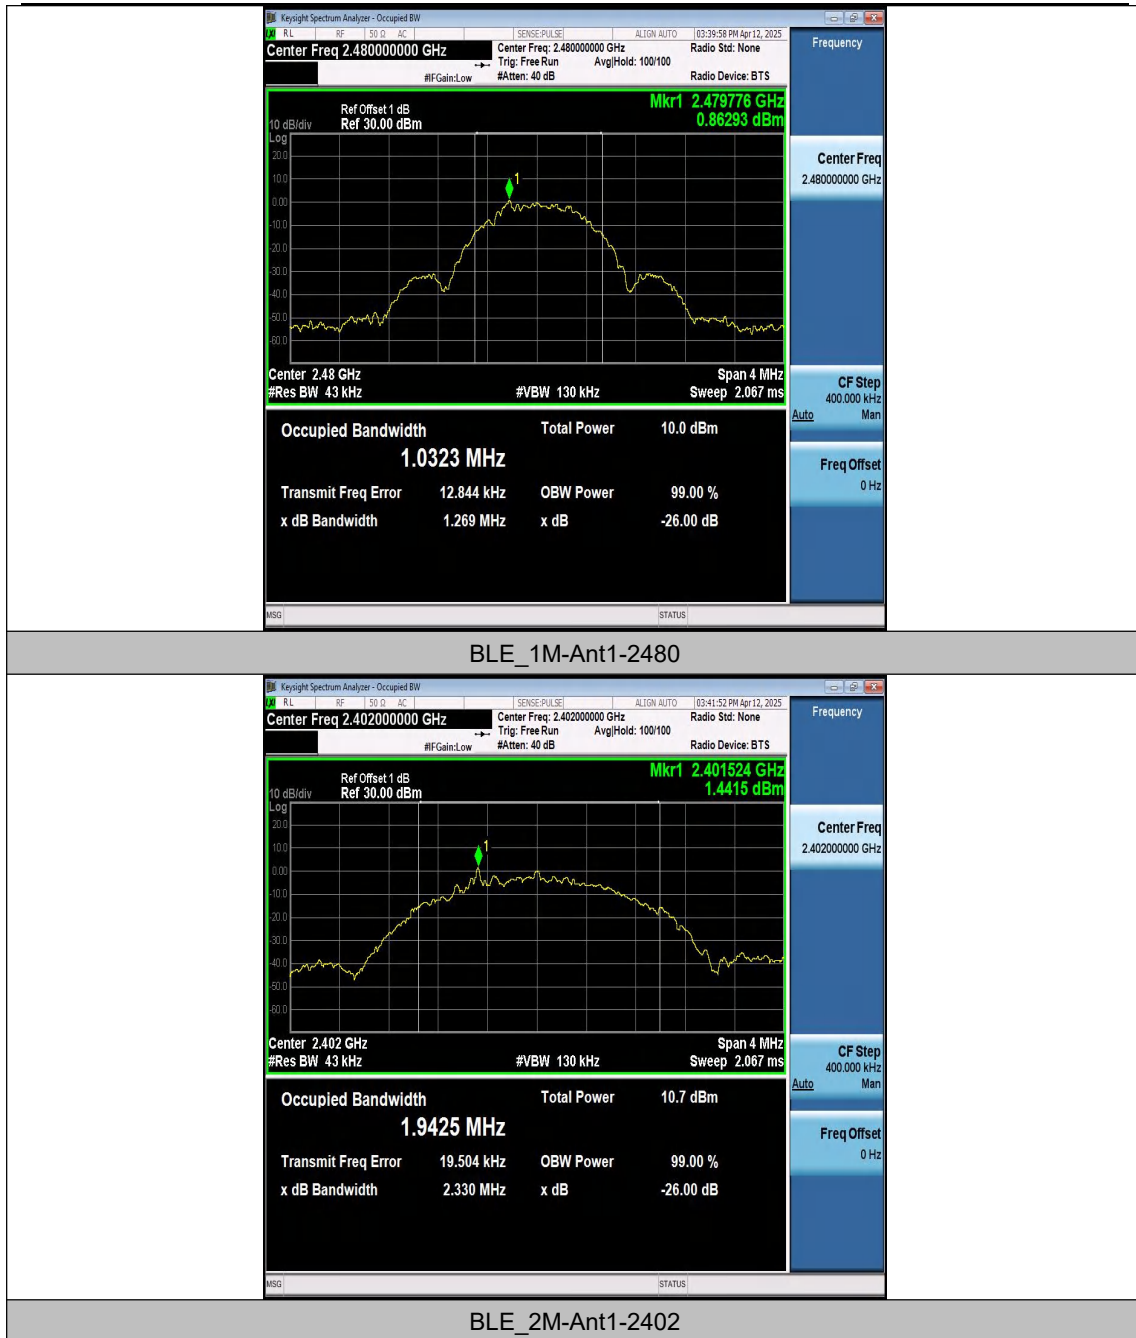 Keysight Spectrum Analyzer - Occupied BW
RL RF 50 Ω AC SENSE:PULSE ALIGN AUTO 03:39:58 PM Apr 12, 2025
Center Freq 2.480000000 GHz Center Freq: 2.480000000 GHz Radio Std: None Frequency
Trig: Free Run Avg|Hold: 100/100
#IFGain:Low #Atten: 40 dB Radio Device: BTS
Mkr1 2.479776 GHz
0.86293 dBm
Ref Offset 1 dB
10 dB/div Ref 30.00 dBm
Log
20.0
10.0
0.00
-10.0
-20.0
-30.0
-40.0
-50.0
-60.0
1
Center Freq
2.480000000 GHz
Center 2.48 GHz Span 4 MHz
#Res BW 43 kHz #VBW 130 kHz Sweep 2.067 ms
CF Step
400.000 kHz
Auto Man
Occupied Bandwidth Total Power 10.0 dBm
1.0323 MHz
Transmit Freq Error 12.844 kHz OBW Power 99.00 %
x dB Bandwidth 1.269 MHz x dB -26.00 dB
Freq Offset
0 Hz
MSG STATUS
BLE_1M-Ant1-2480
Keysight Spectrum Analyzer - Occupied BW
RL RF 50 Ω AC SENSE:PULSE ALIGN AUTO 03:41:52 PM Apr 12, 2025
Center Freq 2.402000000 GHz Center Freq: 2.402000000 GHz Radio Std: None Frequency
Trig: Free Run Avg|Hold: 100/100
#IFGain:Low #Atten: 40 dB Radio Device: BTS
Mkr1 2.401524 GHz
1.4415 dBm
Ref Offset 1 dB
10 dB/div Ref 30.00 dBm
Log
20.0
10.0
0.00
-10.0
-20.0
-30.0
-40.0
-50.0
-60.0
1
Center Freq
2.402000000 GHz
Center 2.402 GHz Span 4 MHz
#Res BW 43 kHz #VBW 130 kHz Sweep 2.067 ms
CF Step
400.000 kHz
Auto Man
Occupied Bandwidth Total Power 10.7 dBm
1.9425 MHz
Transmit Freq Error 19.504 kHz OBW Power 99.00 %
x dB Bandwidth 2.330 MHz x dB -26.00 dB
Freq Offset
0 Hz
MSG STATUS
BLE_2M-Ant1-2402